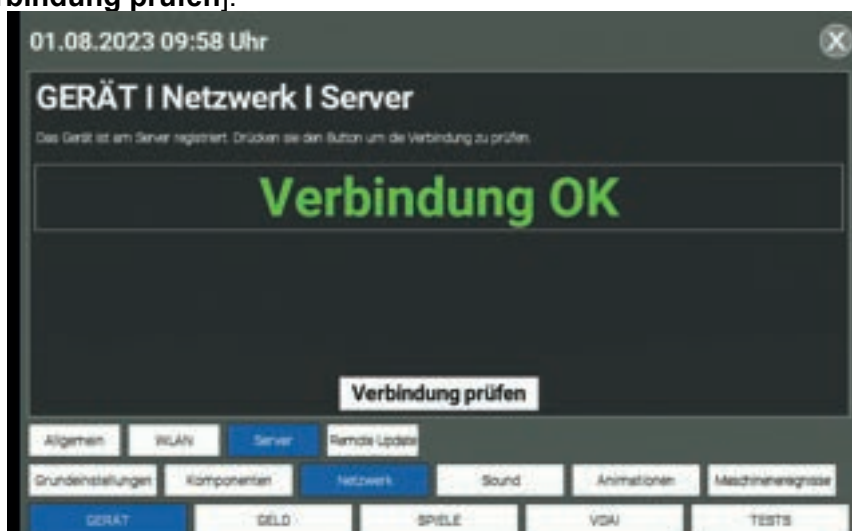 rbindung prüfen].
01.08.2023 09:58 Uhr X
GERÄT I Netzwerk I Server
Das Gerät ist am Server registriert. Drücken sie den Button um die Verbindung zu prüfen.
Verbindung OK
Verbindung prüfen
Allgemein WLAN Server Remote Update
Grundeinstellungen Komponenten Netzwerk Sound Animationen Maschinenereignisse
GERÄT GELD SPIELE VDAI TESTS